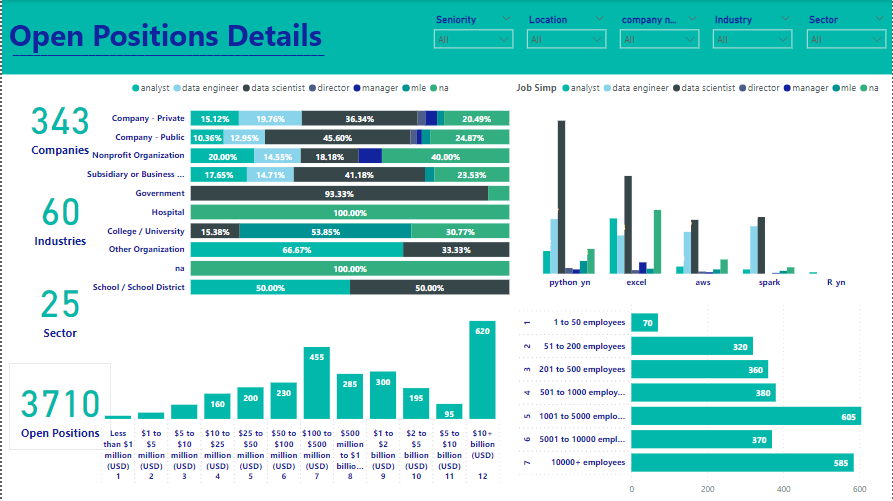 Open Positions Details
Seniority
All
Location
All
company n...
All
Industry
All
Sector
All
analyst data engineer data scientist director manager mle na
343
Companies
60
Industries
25
Sector
3710
Open Positions
Company - Private 15.12% 19.76% 36.34% 20.49%
Company - Public 10.36% 12.95% 45.60% 24.87%
Nonprofit Organization 20.00% 14.55% 18.18% 40.00%
Subsidiary or Business ... 17.65% 14.71% 41.18% 23.53%
Government 93.33%
Hospital 100.00%
College / University 15.38% 53.85% 30.77%
Other Organization 66.67% 33.33%
na 100.00%
School / School District 50.00% 50.00%
Job Simp analyst data engineer data scientist director manager mle na
python yn excel aws spark R yn
160 200 230 455 285 300 195 95 620
Less than $1 million (USD) 1
$1 to $5 million (USD) 2
$5 to $10 million (USD) 3
$10 to $25 million (USD) 4
$25 to $50 million (USD) 5
$50 to $100 million (USD) 6
$100 to $500 million (USD) 7
$500 million to $1 billio... 8
$1 to $2 billion (USD) 9
$2 to $5 billion (USD) 10
$5 to $10 billion (USD) 11
$10+ billion (USD) 12
1 1 to 50 employees 70
2 51 to 200 employees 320
3 201 to 500 employees 360
4 501 to 1000 employ... 380
5 1001 to 5000 emplo... 605
6 5001 to 10000 empl... 370
7 10000+ employees 585
0 200 400 600